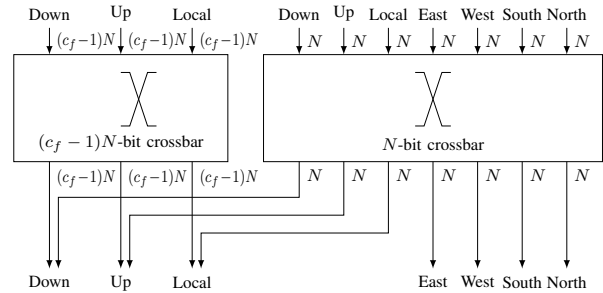 Down Up Local Down Up Local East West South North
(c_f−1)N (c_f−1)N (c_f−1)N N N N N N N N
(c_f − 1)N-bit crossbar N-bit crossbar
(c_f−1)N (c_f−1)N (c_f−1)N N N N N N N N
Down Up Local East West South North